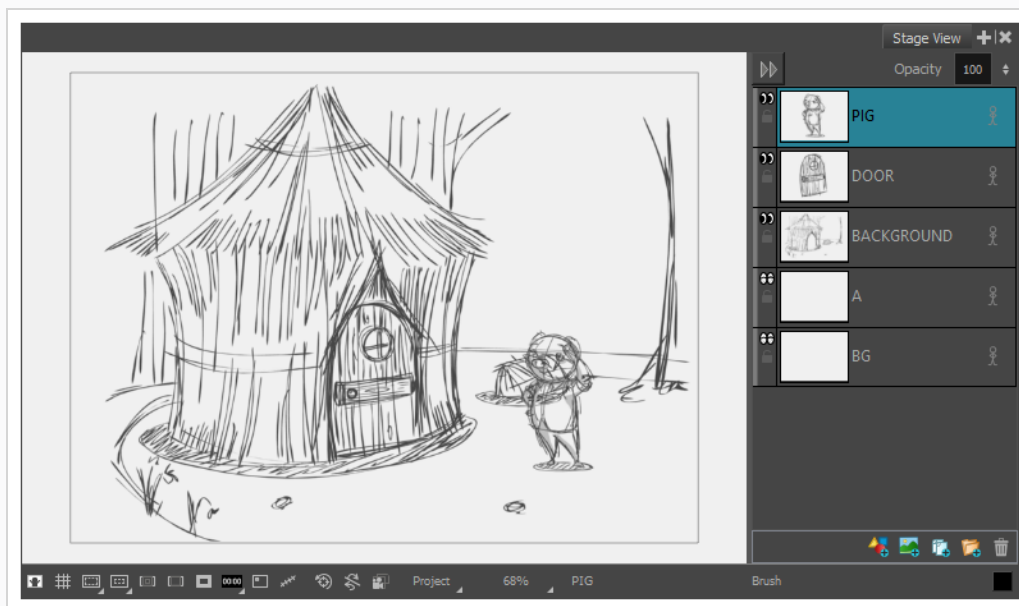 Stage View
Opacity 100
PIG
DOOR
BACKGROUND
A
BG
00:00 Project 68% PIG Brush